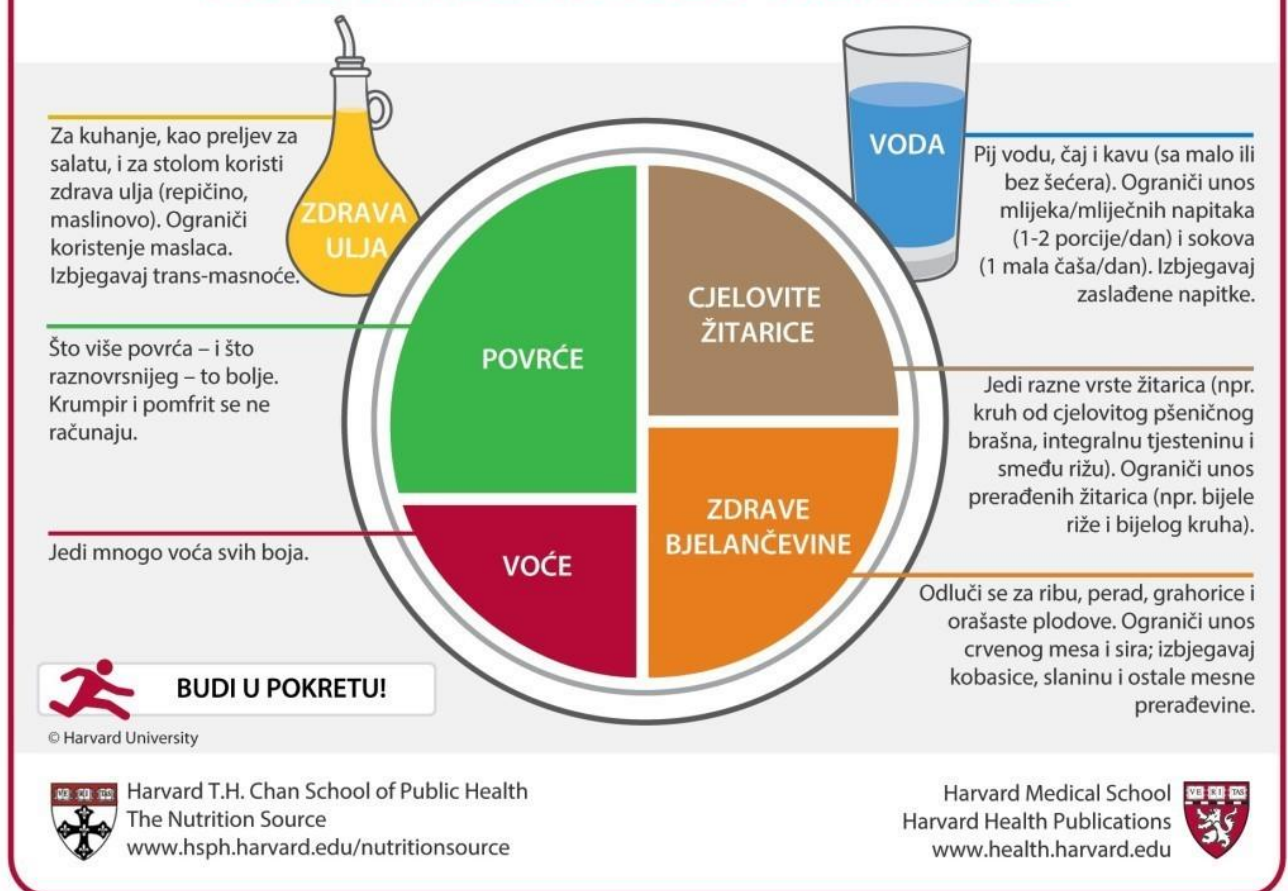 Za kuhanje, kao preljev za
salatu, i za stolom koristi
zdrava ulja (repičino,
maslinovo). Ograniči
koristenje maslaca.
Izbjegavaj trans-masnoće.
ZDRAVA
ULJA
VODA
Pij vodu, čaj i kavu (sa malo ili
bez šećera). Ograniči unos
mlijeka/mliječnih napitaka
(1-2 porcije/dan) i sokova
(1 mala čaša/dan). Izbjegavaj
zaslađene napitke.
Što više povrća – i što
raznovrsnijeg – to bolje.
Krumpir i pomfrit se ne
računaju.
POVRĆE
CJELOVITE
ŽITARICE
Jedi razne vrste žitarica (npr.
kruh od cjelovitog pšeničnog
brašna, integralnu tjesteninu i
smeđu rižu). Ograniči unos
prerađenih žitarica (npr. bijele
riže i bijelog kruha).
Jedi mnogo voća svih boja.
VOĆE
ZDRAVE
BJELANČEVINE
Odluči se za ribu, perad, grahorice i
orašaste plodove. Ograniči unos
crvenog mesa i sira; izbjegavaj
kobasice, slaninu i ostale mesne
prerađevine.
BUDI U POKRETU!
© Harvard University
Harvard T.H. Chan School of Public Health
The Nutrition Source
www.hsph.harvard.edu/nutritionsource
Harvard Medical School
Harvard Health Publications
www.health.harvard.edu
VE RI TAS
VE RI TAS